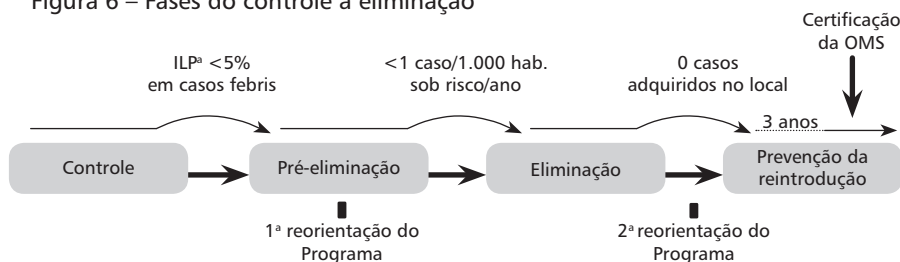 Figura 6 – Fases do controle à eliminação
Certificação
da OMS
ILPª <5%
em casos febris
<1 caso/1.000 hab.
sob risco/ano
0 casos
adquiridos no local
3 anos
Controle
Pré-eliminação
Eliminação
Prevenção da
reintrodução
1ª reorientação do
Programa
2ª reorientação do
Programa